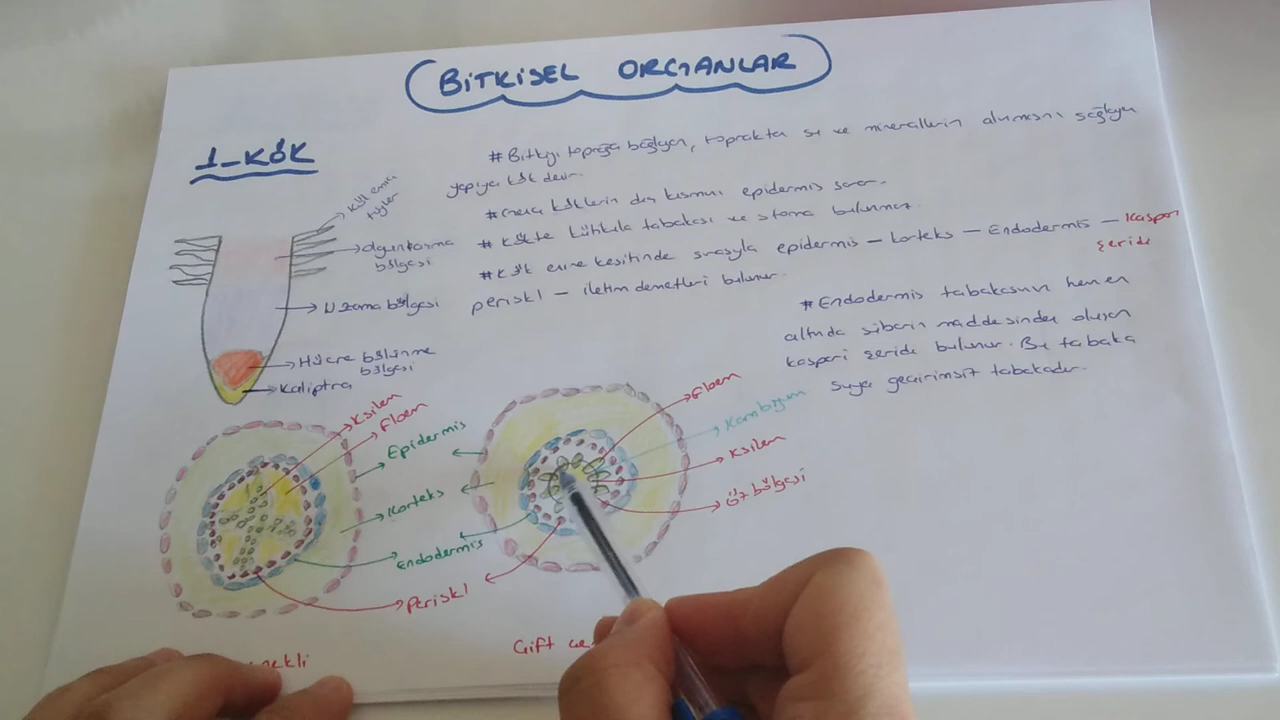 BİTKİSEL ORGANLAR
1-KÖK
#Bitkiyi toprağa bağlayan, toprakta su ve minerallerin alınmasını sağlayan
yapıya kök denir.
#Genç köklerin dış kısmını epidermis sarar.
#Kökte kütikula tabakası ve stoma bulunmaz.
#Kök enine kesitinde sırasıyla epidermis – korteks – Endodermis – Kaspari
şeridi
periskl – iletim demetleri bulunur.
#Endodermis tabakasının hemen
altında süberin maddesinden oluşan
kaspari şeridi bulunur. Bu tabaka
suya geçirimsiz tabakadır.
Kök emici
tüyler
olgunlaşma
bölgesi
Uzama bölgesi
Hücre bölünme
bölgesi
Kaliptra
Ksilem
Floem
Epidermis
Korteks
Endodermis
Periskl
Floem
Kambiyum
Ksilem
Öz bölgesi
Çift